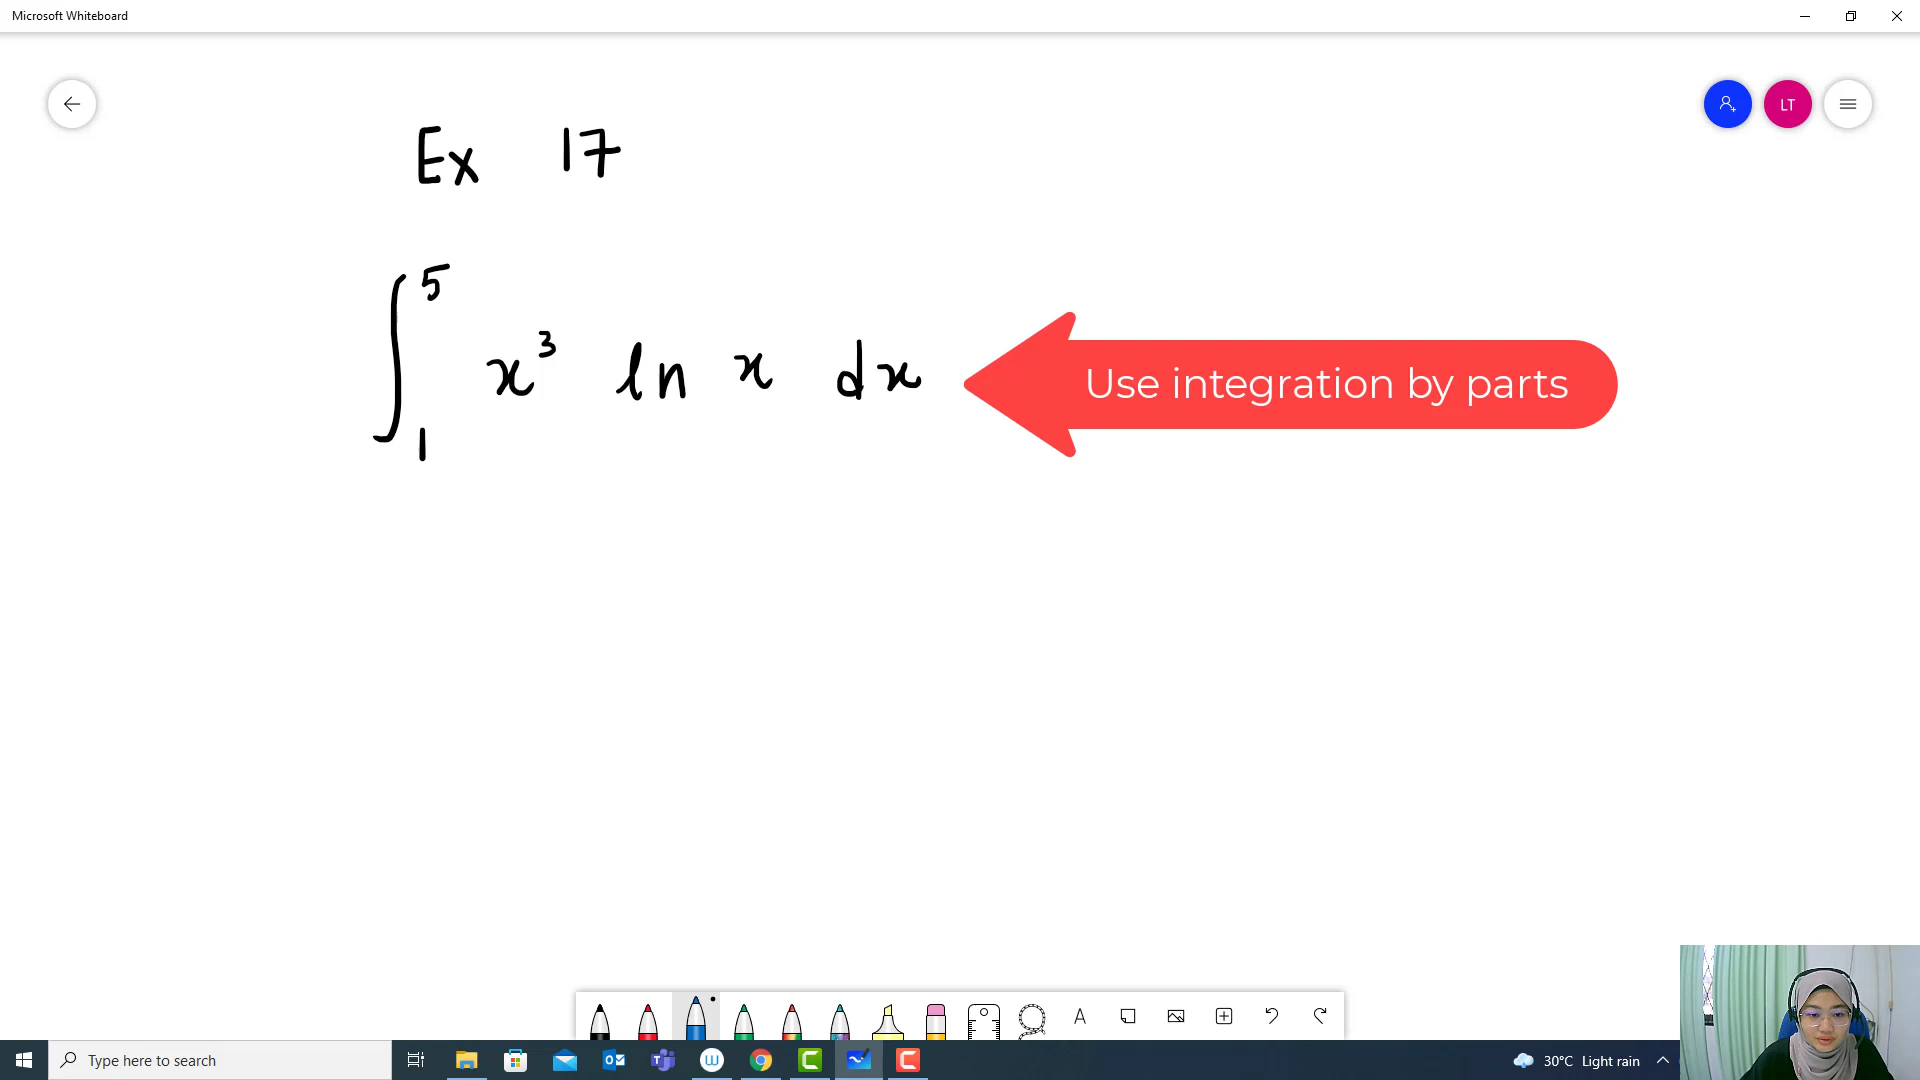 Microsoft Whiteboard
LT
Ex 17
∫₁⁵ x³ ln x dx
Use integration by parts
A
Type here to search
30°C Light rain